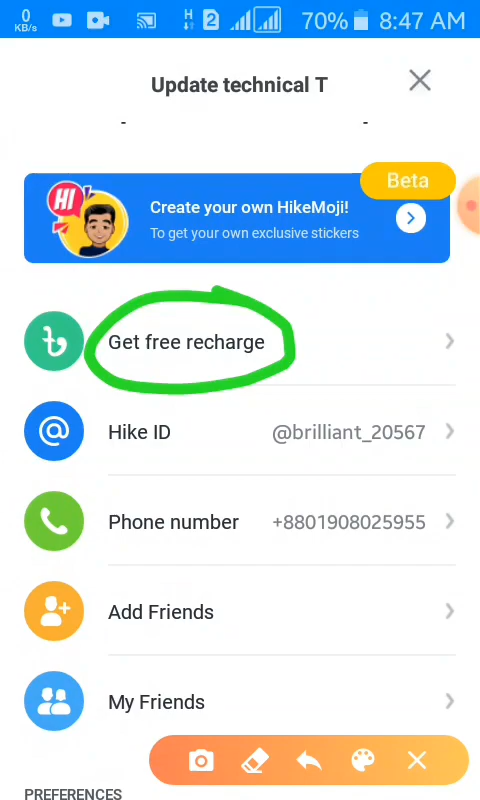 0
KB/s
H
2
70%
8:47 AM
Update technical T
Beta
HI
Create your own HikeMoji!
To get your own exclusive stickers
৳
Get free recharge
@
Hike ID
@brilliant_20567
Phone number
+8801908025955
Add Friends
My Friends
PREFERENCES